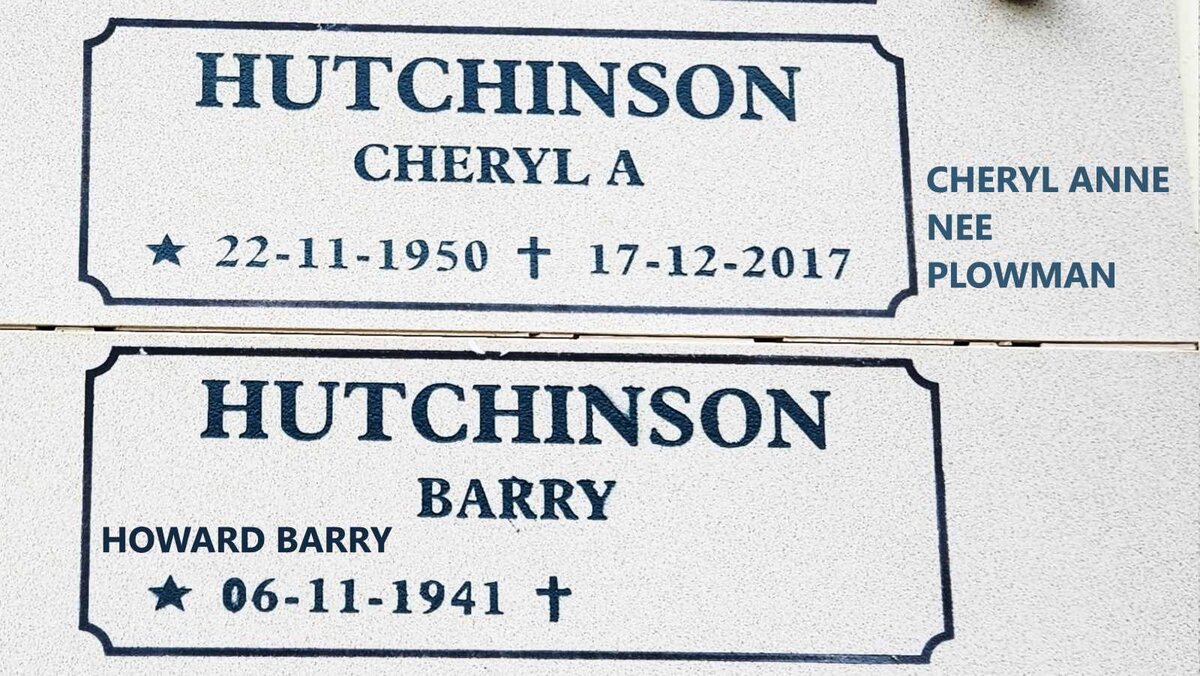 HUTCHINSON
CHERYL A
★ 22-11-1950 ✝ 17-12-2017
CHERYL ANNE
NEE
PLOWMAN
HUTCHINSON
BARRY
HOWARD BARRY
★ 06-11-1941 ✝